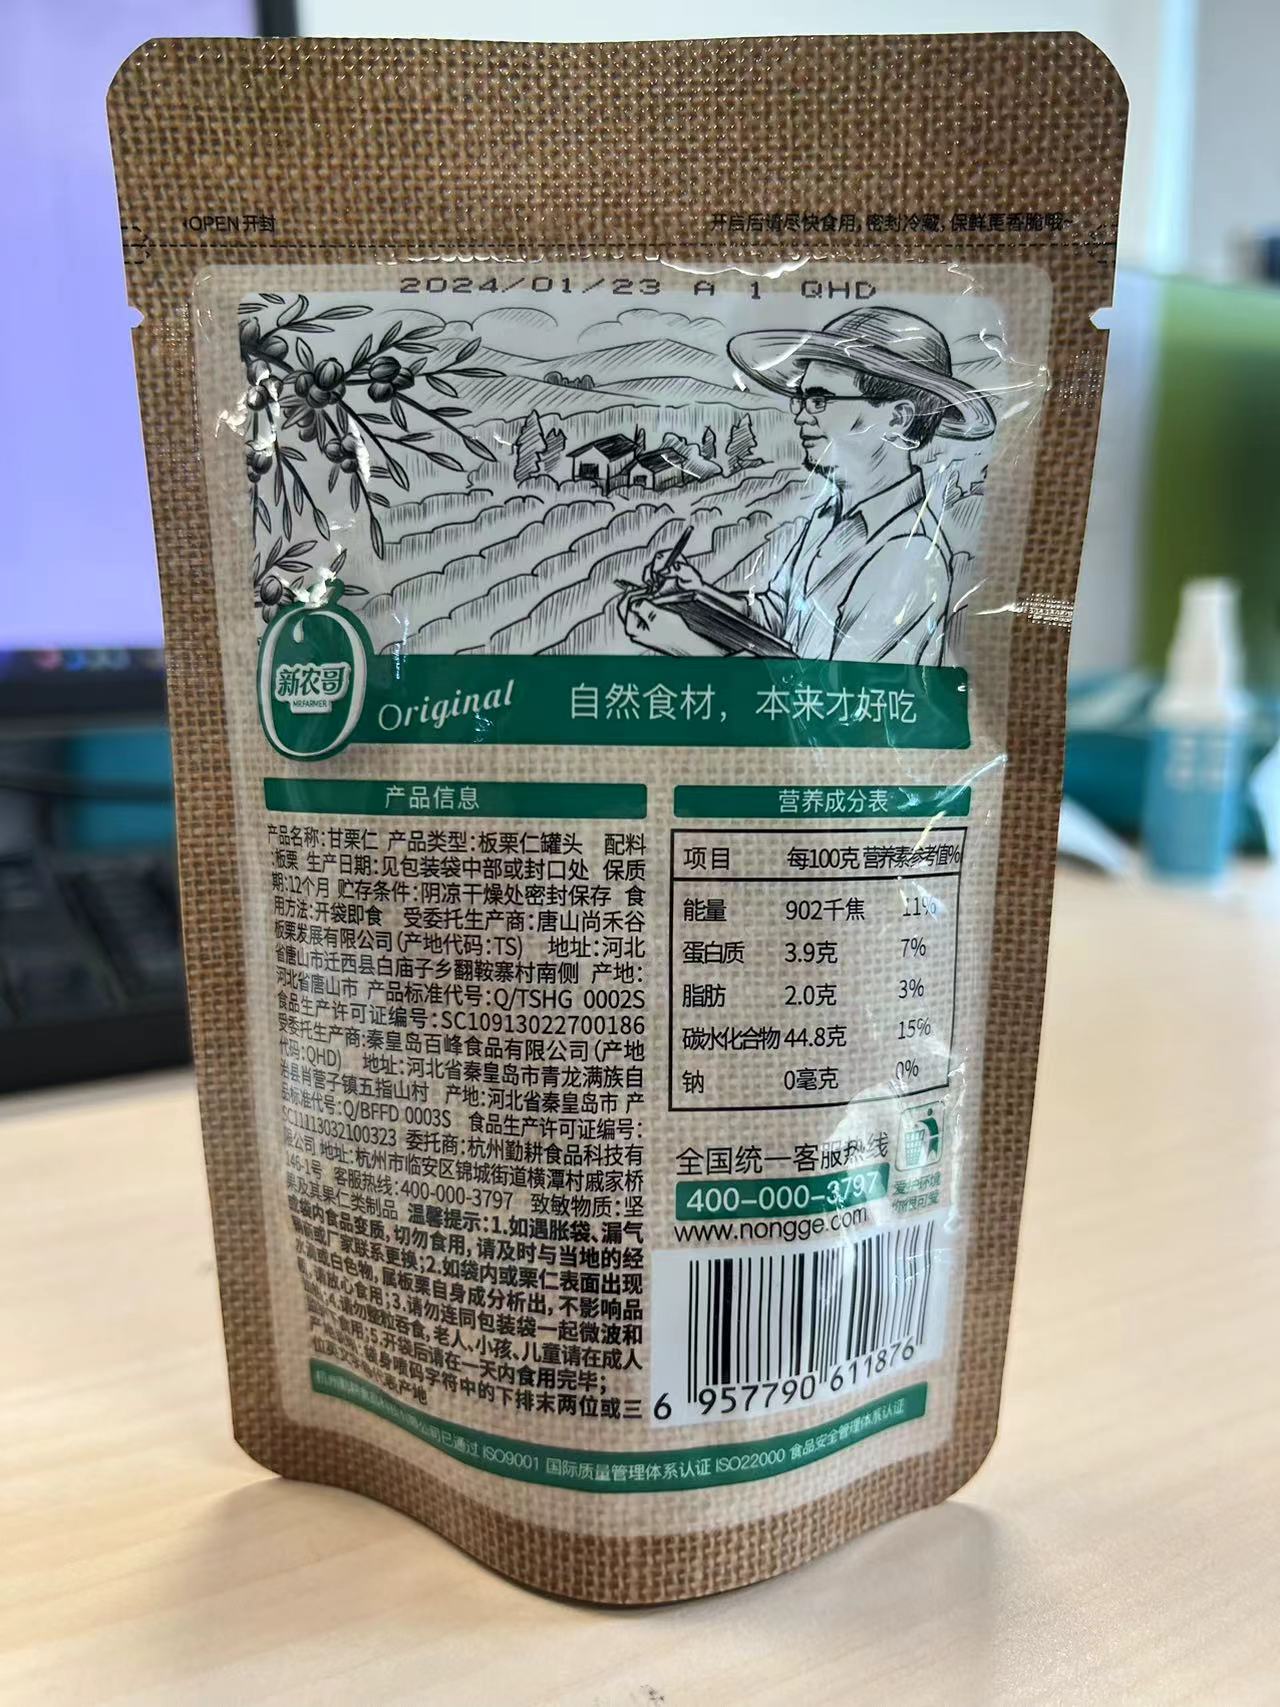 OPEN开封
开启后请尽快食用,密封冷藏,保鲜更香脆哦~
2024/01/23 A 1 QHD
新农哥
MR.FARMER
Original
自然食材，本来才好吃
产品信息
产品名称:甘栗仁 产品类型:板栗仁罐头 配料
:板栗 生产日期:见包装袋中部或封口处 保质
期:12个月 贮存条件:阴凉干燥处密封保存 食
用方法:开袋即食 受委托生产商:唐山尚禾谷
板栗发展有限公司(产地代码:TS) 地址:河北
省唐山市迁西县白庙子乡翻鞍寨村南侧 产地:
河北省唐山市 产品标准代号:Q/TSHG 0002S
食品生产许可证编号:SC10913022700186
受委托生产商:秦皇岛百峰食品有限公司(产地
代码:QHD) 地址:河北省秦皇岛市青龙满族自
治县肖营子镇五指山村 产地:河北省秦皇岛市 产
品标准代号:Q/BFFD 0003S 食品生产许可证编号:
SC11113032100323 委托商:杭州勤耕食品科技有
限公司 地址:杭州市临安区锦城街道横潭村戚家桥
146-1号 客服热线:400-000-3797 致敏物质:坚
果及其果仁类制品 温馨提示:1.如遇胀袋、漏气
袋内食品变质,切勿食用,请及时与当地的经
销商或厂家联系更换;2.如袋内或栗仁表面出现
水滴或白色物,属板栗自身成分析出,不影响品
,请放心食用;3.请勿连同包装袋一起微波和
;4.请勿整粒吞食,老人、小孩、儿童请在成人
食用;5.开袋后请在一天内食用完毕;
袋身喷码字符中的下排末两位或三
位英文字母代表产地
营养成分表
项目 每100克 营养素参考值%
能量 902千焦 11%
蛋白质 3.9克 7%
脂肪 2.0克 3%
碳水化合物 44.8克 15%
钠 0毫克 0%
全国统一客服热线
400-000-3797
www.nongge.com
爱护环境
你很可爱
6 957790 611876
杭州勤耕食品科技有限公司已通过 ISO9001 国际质量管理体系认证 ISO22000 食品安全管理体系认证